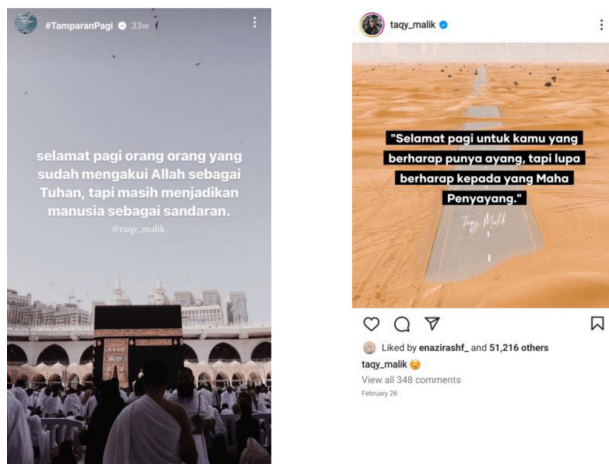 #TamparanPagi 33w
selamat pagi orang orang yang
sudah mengakui Allah sebagai
Tuhan, tapi masih menjadikan
manusia sebagai sandaran.
@taqy_malik
taqy_malik
"Selamat pagi untuk kamu yang
berharap punya ayang, tapi lupa
berharap kepada yang Maha
Penyayang."
Taqy Malik
Liked by enazirashf_ and 51,216 others
taqy_malik
View all 348 comments
February 26